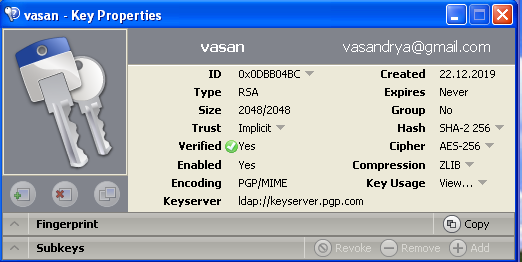 vasan - Key Properties
vasan vasandrya@gmail.com
ID 0x0DBB04BC Created 22.12.2019
Type RSA Expires Never
Size 2048/2048 Group No
Trust Implicit Hash SHA-2 256
Verified Yes Cipher AES-256
Enabled Yes Compression ZLIB
Encoding PGP/MIME Key Usage View...
Keyserver ldap://keyserver.pgp.com
Fingerprint Copy
Subkeys Revoke Remove Add